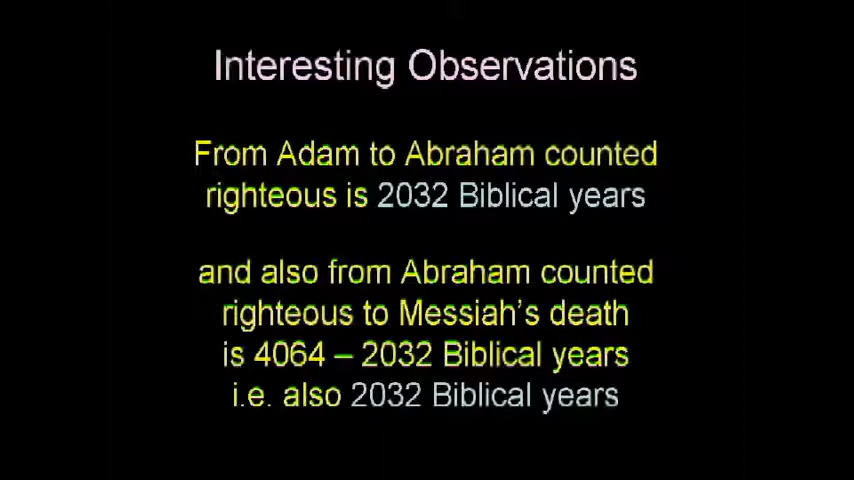 Interesting Observations
From Adam to Abraham counted
righteous is 2032 Biblical years
and also from Abraham counted
righteous to Messiah’s death
is 4064 – 2032 Biblical years
i.e. also 2032 Biblical years